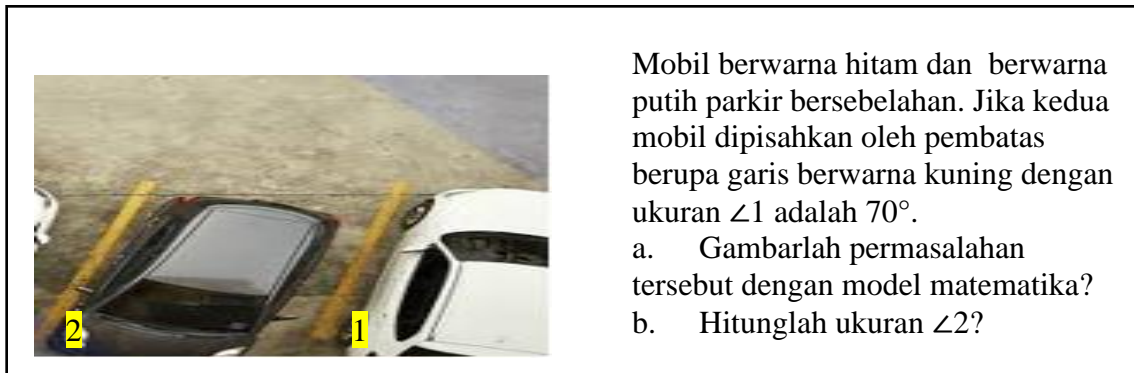 Mobil berwarna hitam dan berwarna
putih parkir bersebelahan. Jika kedua
mobil dipisahkan oleh pembatas
berupa garis berwarna kuning dengan
ukuran ∠1 adalah 70°.
a. Gambarlah permasalahan
tersebut dengan model matematika?
b. Hitunglah ukuran ∠2?
2
1